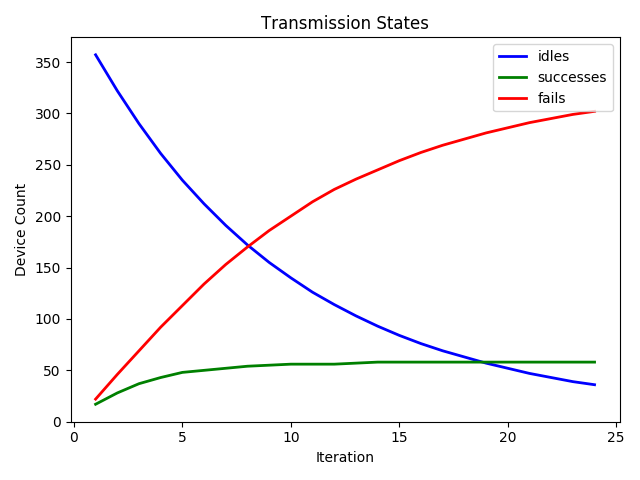 Transmission States
idles
successes
fails
Device Count
350
300
250
200
150
100
50
0
0 5 10 15 20 25
Iteration